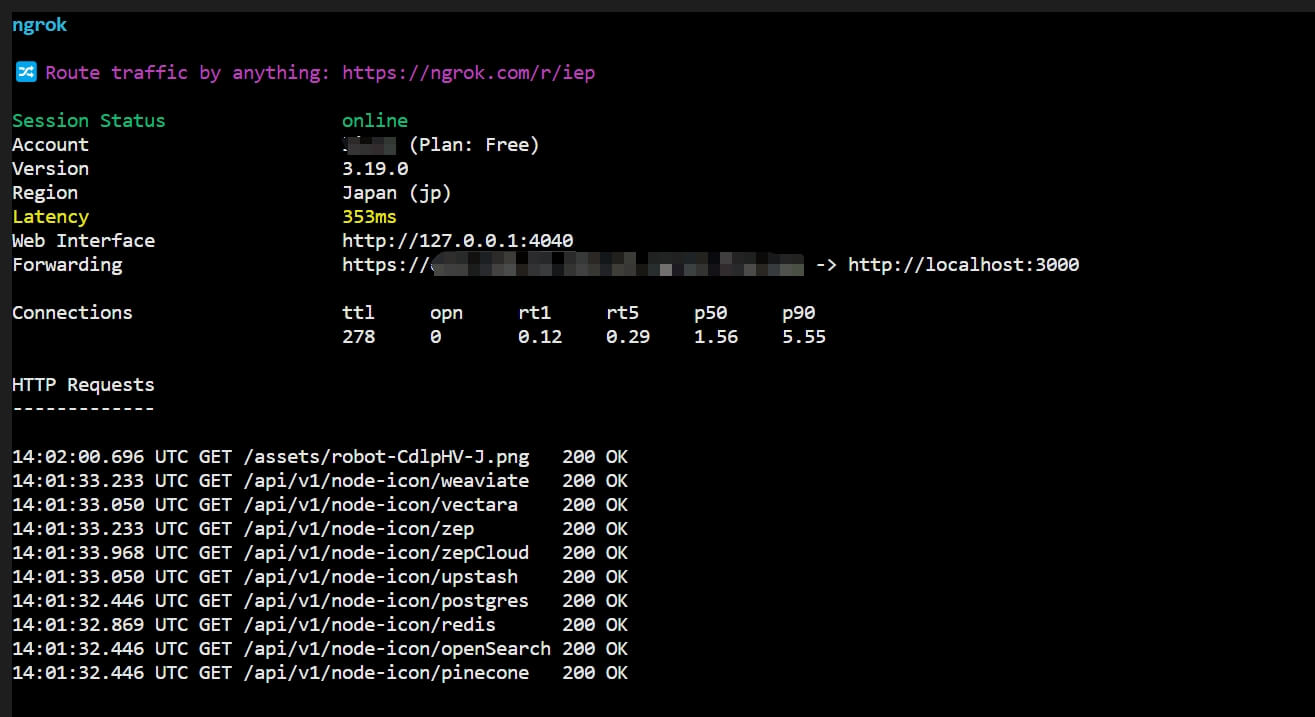 ngrok
Route traffic by anything: https://ngrok.com/r/iep
Session Status online
Account (Plan: Free)
Version 3.19.0
Region Japan (jp)
Latency 353ms
Web Interface http://127.0.0.1:4040
Forwarding https:// -> http://localhost:3000
Connections ttl opn rt1 rt5 p50 p90
278 0 0.12 0.29 1.56 5.55
HTTP Requests
-------------
14:02:00.696 UTC GET /assets/robot-CdlpHV-J.png 200 OK
14:01:33.233 UTC GET /api/v1/node-icon/weaviate 200 OK
14:01:33.050 UTC GET /api/v1/node-icon/vectara 200 OK
14:01:33.233 UTC GET /api/v1/node-icon/zep 200 OK
14:01:33.968 UTC GET /api/v1/node-icon/zepCloud 200 OK
14:01:33.050 UTC GET /api/v1/node-icon/upstash 200 OK
14:01:32.446 UTC GET /api/v1/node-icon/postgres 200 OK
14:01:32.869 UTC GET /api/v1/node-icon/redis 200 OK
14:01:32.446 UTC GET /api/v1/node-icon/openSearch 200 OK
14:01:32.446 UTC GET /api/v1/node-icon/pinecone 200 OK